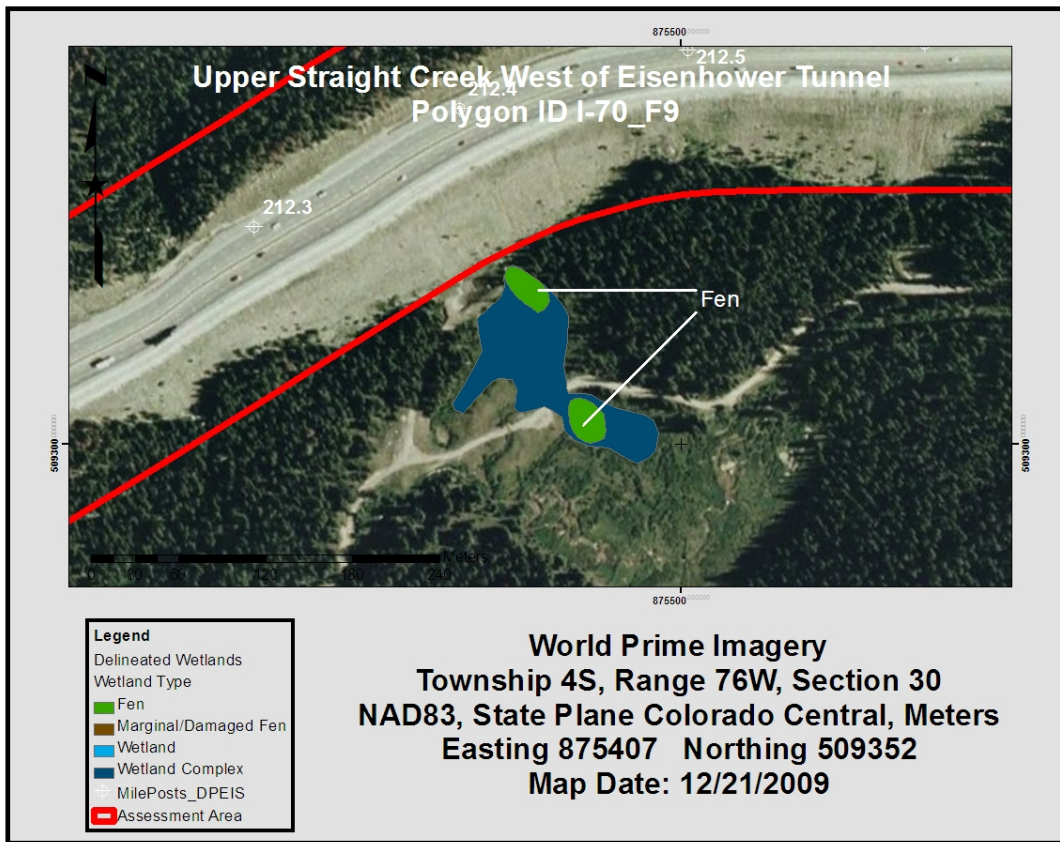 875500
212.5
Upper Straight Creek West of Eisenhower Tunnel
212.4
Polygon ID I-70_F9
212.3
Fen
509300
509300
Meters
0 30 60 120 180 240
875500
Legend
Delineated Wetlands
Wetland Type
Fen
Marginal/Damaged Fen
Wetland
Wetland Complex
MilePosts_DPEIS
Assessment Area
World Prime Imagery
Township 4S, Range 76W, Section 30
NAD83, State Plane Colorado Central, Meters
Easting 875407 Northing 509352
Map Date: 12/21/2009